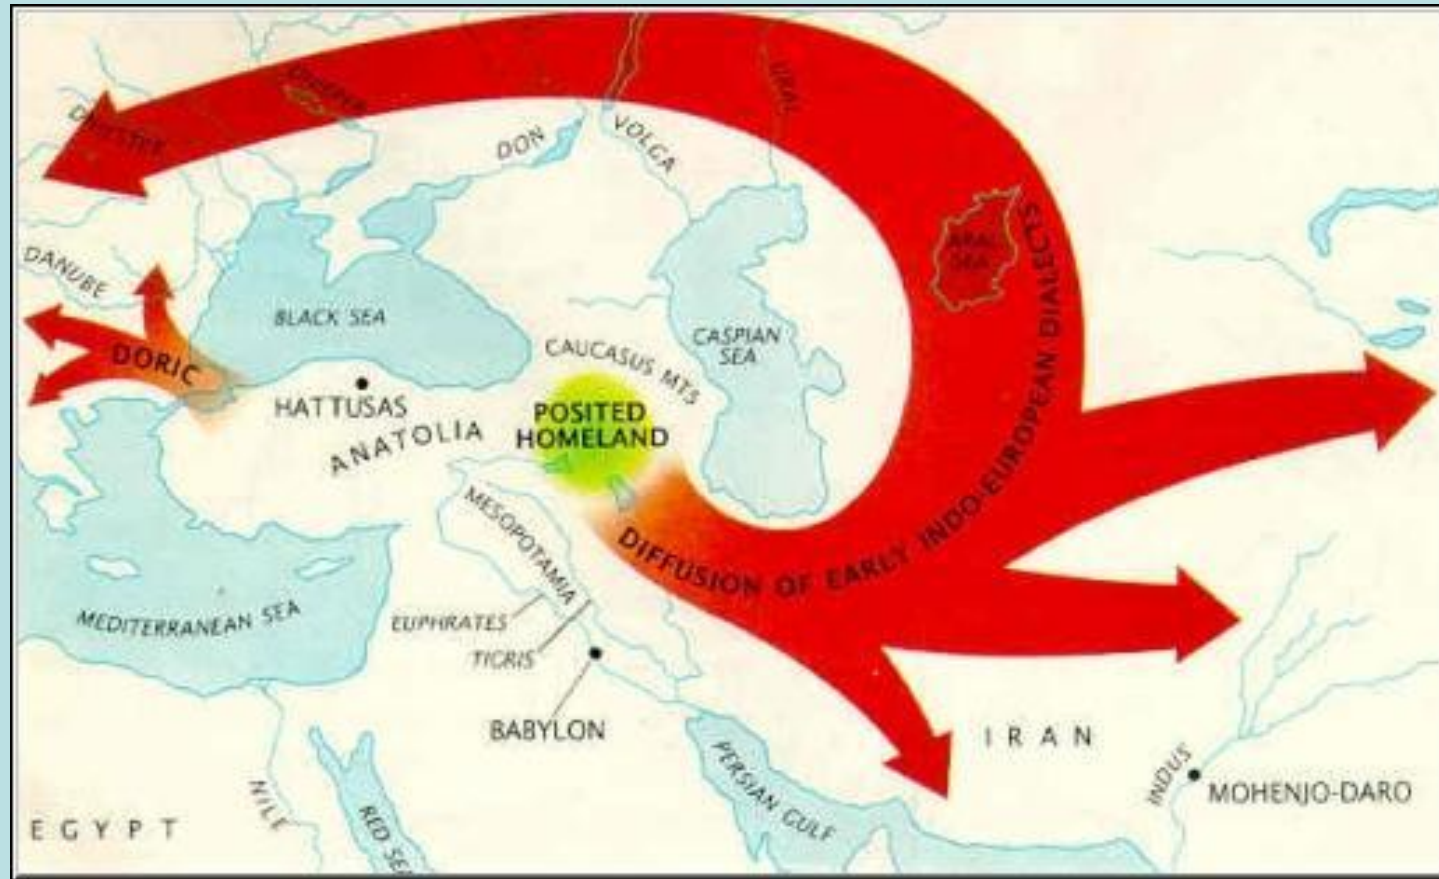 DNIESTER
DNIEPER
DON
VOLGA
URAL
ARAL
SEA
DANUBE
BLACK SEA
CASPIAN
SEA
CAUCASUS MTS
DORIC
HATTUSAS
ANATOLIA
POSITED
HOMELAND
DIFFUSION OF EARLY INDO-EUROPEAN DIALECTS
MESOPOTAMIA
MEDITERRANEAN SEA
EUPHRATES
TIGRIS
BABYLON
IRAN
PERSIAN GULF
INDUS
MOHENJO-DARO
NILE
RED SEA
EGYPT